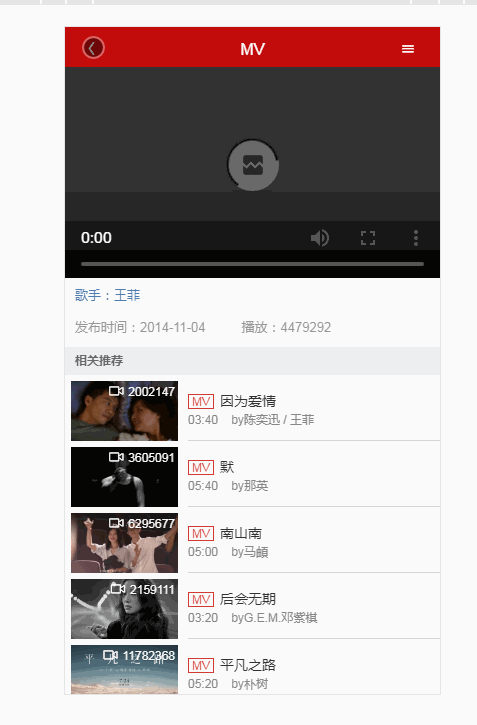 MV
0:00
歌手：王菲
发布时间：2014-11-04 播放：4479292
相关推荐
2002147
MV 因为爱情
03:40 by陈奕迅 / 王菲
3605091
MV 默
05:40 by那英
6295677
MV 南山南
05:00 by马頔
2159111
MV 后会无期
03:20 byG.E.M.邓紫棋
11782368
平凡之路
MV 平凡之路
05:20 by朴树